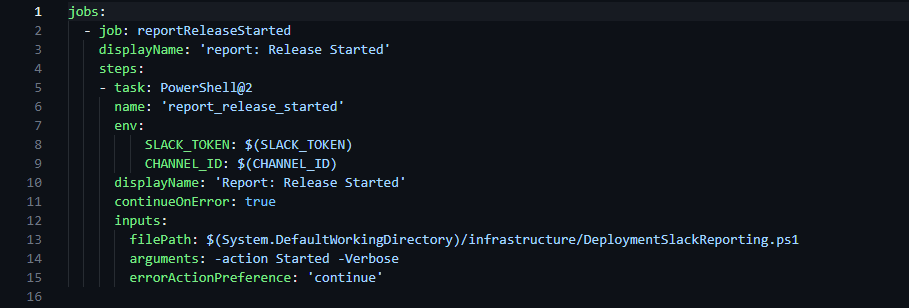 1 jobs:
2   - job: reportReleaseStarted
3     displayName: 'report: Release Started'
4     steps:
5     - task: PowerShell@2
6       name: 'report_release_started'
7       env:
8           SLACK_TOKEN: $(SLACK_TOKEN)
9           CHANNEL_ID: $(CHANNEL_ID)
10       displayName: 'Report: Release Started'
11       continueOnError: true
12       inputs:
13         filePath: $(System.DefaultWorkingDirectory)/infrastructure/DeploymentSlackReporting.ps1
14         arguments: -action Started -Verbose
15         errorActionPreference: 'continue'
16